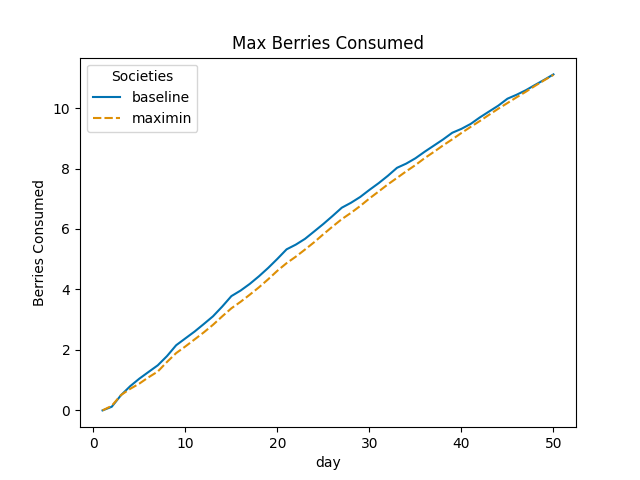 Max Berries Consumed
Societies
baseline
maximin
Berries Consumed
10
8
6
4
2
0
0 10 20 30 40 50
day